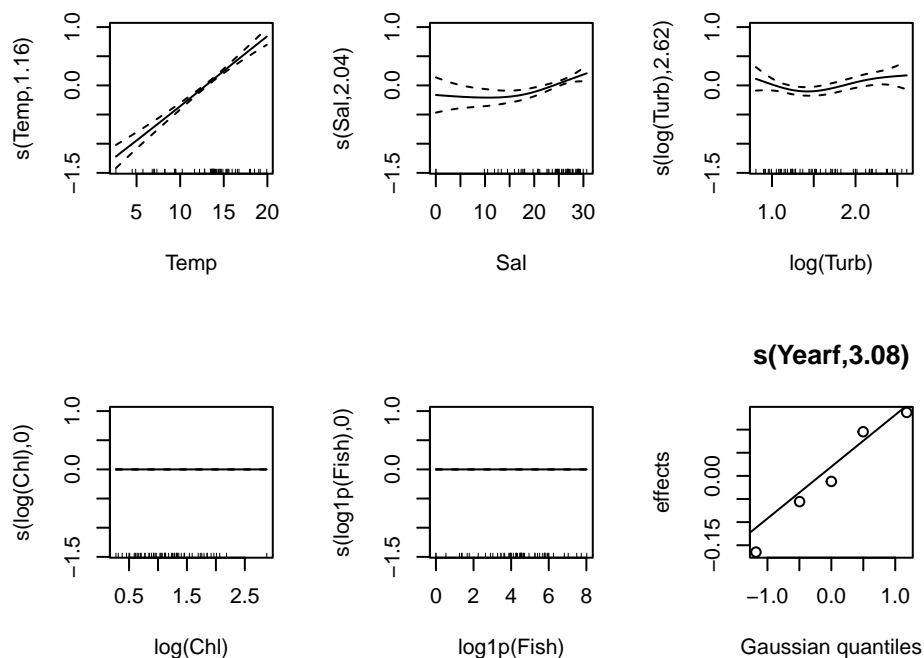 s(Temp,1.16)
1.0
0.0
−1.5
5
10
15
20
Temp
s(Sal,2.04)
1.0
0.0
−1.5
0
10
20
30
Sal
s(log(Turb),2.62)
1.0
0.0
−1.5
1.0
2.0
log(Turb)
s(log(Chl),0)
1.0
0.0
−1.5
0.5
1.5
2.5
log(Chl)
s(log1p(Fish),0)
1.0
0.0
−1.5
0
2
4
6
8
log1p(Fish)
s(Yearf,3.08)
effects
0.00
−0.15
−1.0
0.0
1.0
Gaussian quantiles